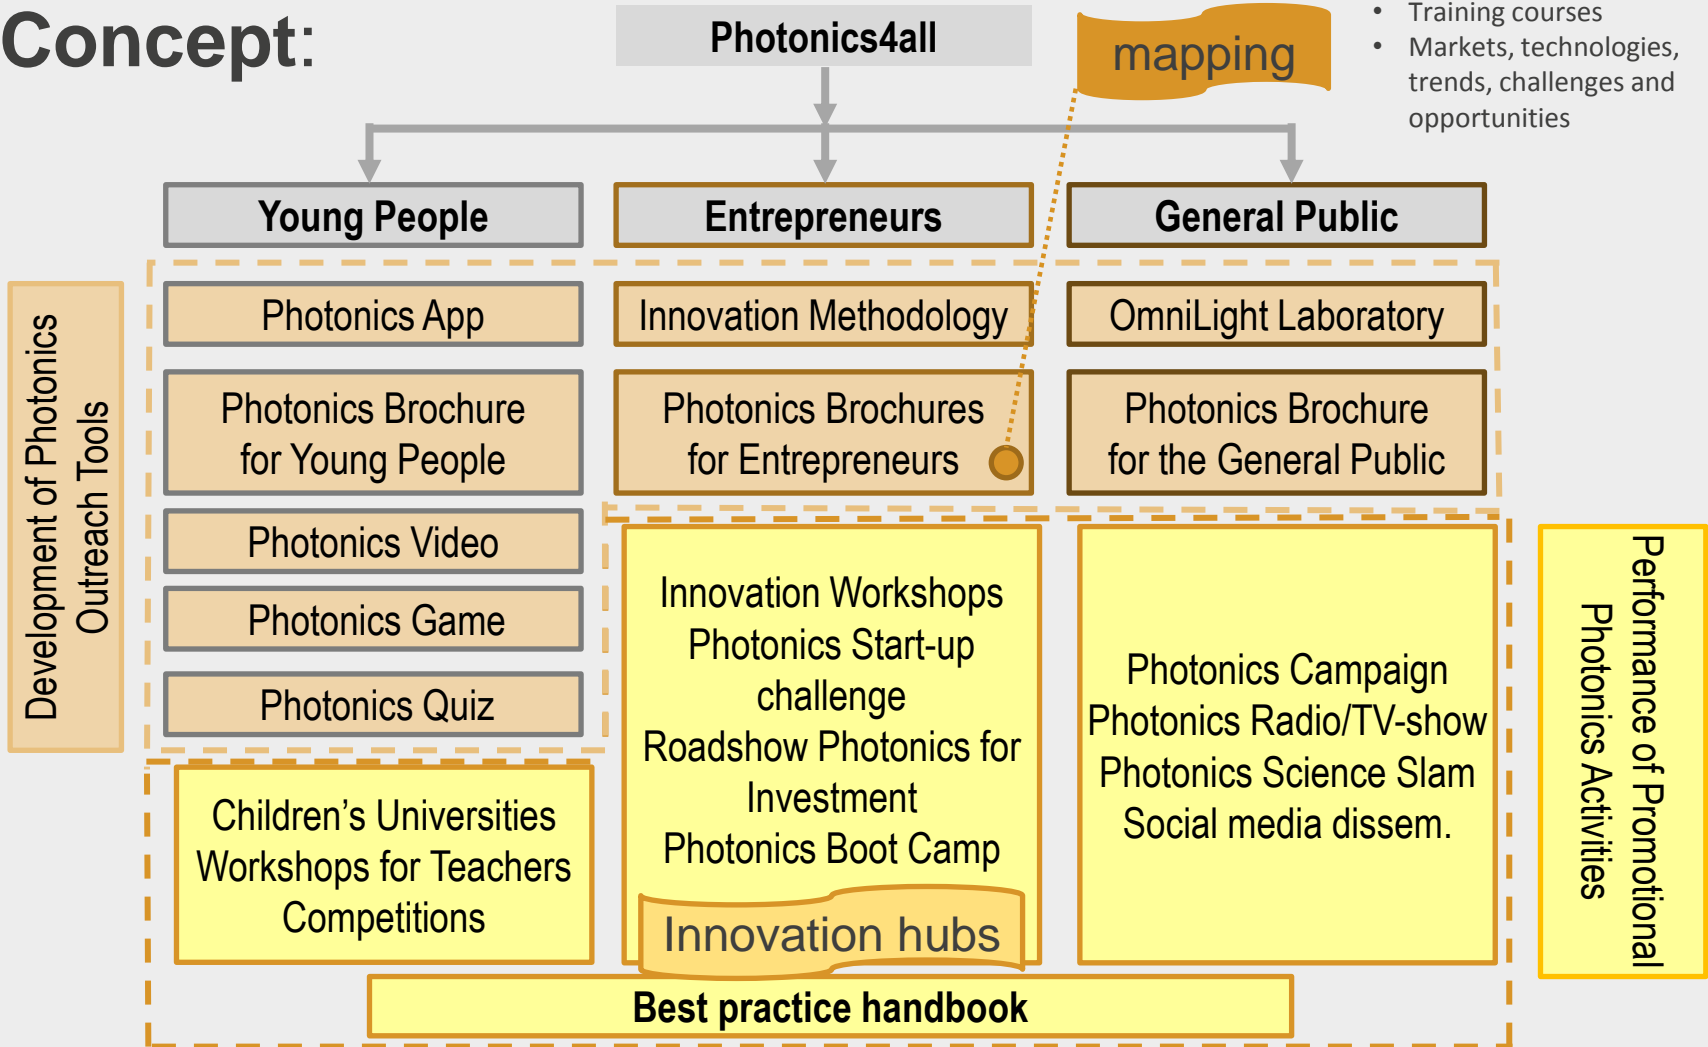 Concept:
Photonics4all
mapping
• Training courses
• Markets, technologies,
trends, challenges and
opportunities
Young People
Entrepreneurs
General Public
Development of Photonics
Outreach Tools
Photonics App
Innovation Methodology
OmniLight Laboratory
Photonics Brochure
for Young People
Photonics Brochures
for Entrepreneurs
Photonics Brochure
for the General Public
Photonics Video
Photonics Game
Photonics Quiz
Children’s Universities
Workshops for Teachers
Competitions
Innovation Workshops
Photonics Start-up
challenge
Roadshow Photonics for
Investment
Photonics Boot Camp
Innovation hubs
Photonics Campaign
Photonics Radio/TV-show
Photonics Science Slam
Social media dissem.
Performance of Promotional
Photonics Activities
Best practice handbook